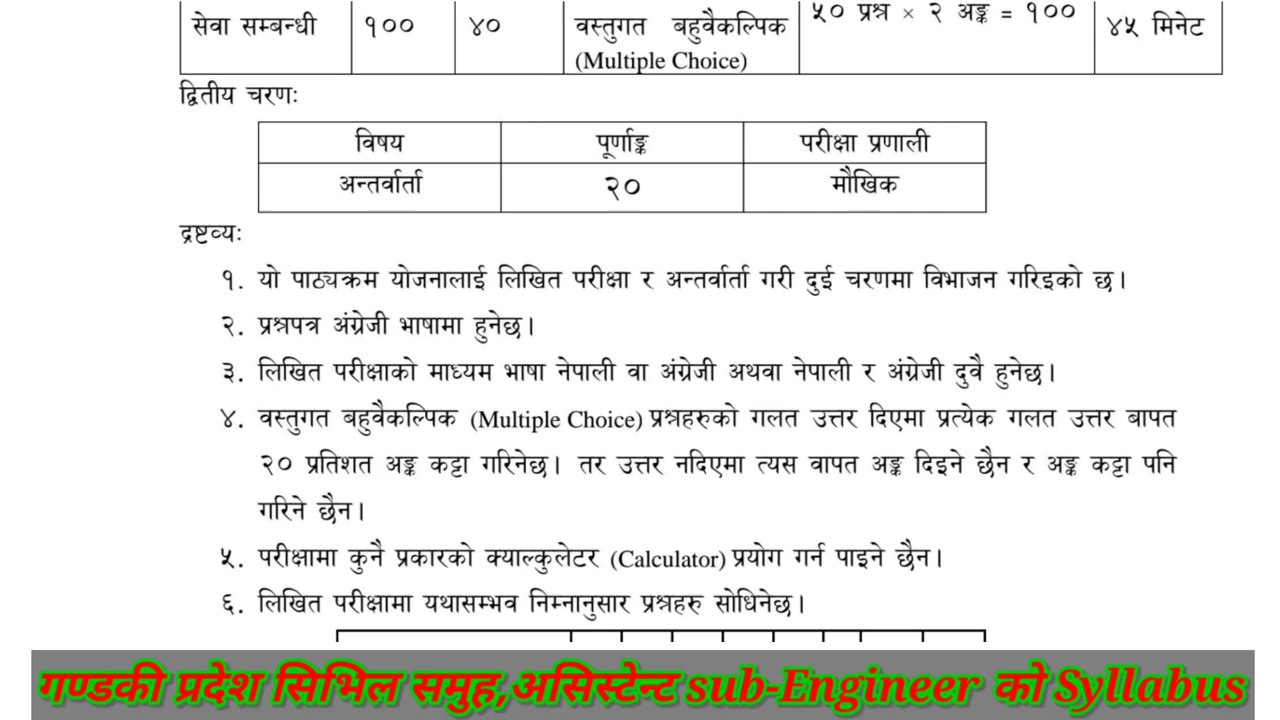 सेवा सम्बन्धी १०० ४० वस्तुगत बहुवैकल्पिक ५० प्रश्न × २ अङ्क = १०० ४५ मिनेट
(Multiple Choice)
द्वितीय चरणः
विषय पूर्णाङ्क परीक्षा प्रणाली
अन्तर्वार्ता २० मौखिक
द्रष्टव्यः
१. यो पाठ्यक्रम योजनालाई लिखित परीक्षा र अन्तर्वार्ता गरी दुई चरणमा विभाजन गरिइको छ।
२. प्रश्नपत्र अंग्रेजी भाषामा हुनेछ।
३. लिखित परीक्षाको माध्यम भाषा नेपाली वा अंग्रेजी अथवा नेपाली र अंग्रेजी दुवै हुनेछ।
४. वस्तुगत बहुवैकल्पिक (Multiple Choice) प्रश्नहरुको गलत उत्तर दिएमा प्रत्येक गलत उत्तर बापत
२० प्रतिशत अङ्क कट्टा गरिनेछ। तर उत्तर नदिएमा त्यस वापत अङ्क दिइने छैन र अङ्क कट्टा पनि
गरिने छैन।
५. परीक्षामा कुनै प्रकारको क्याल्कुलेटर (Calculator) प्रयोग गर्न पाइने छैन।
६. लिखित परीक्षामा यथासम्भव निम्नानुसार प्रश्नहरु सोधिनेछ।
गण्डकी प्रदेश सिभिल समुह,असिस्टेन्ट sub-Engineer को Syllabus